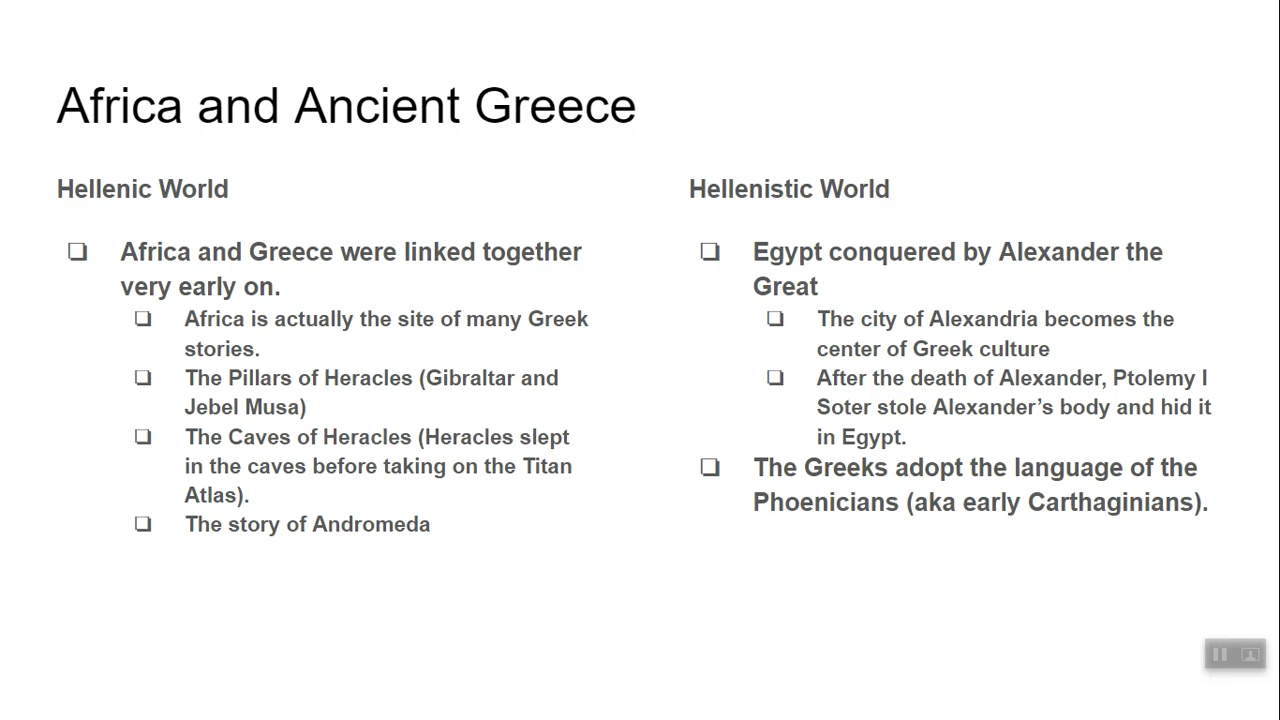 Africa and Ancient Greece
Hellenic World
❏ Africa and Greece were linked together
very early on.
❏ Africa is actually the site of many Greek
stories.
❏ The Pillars of Heracles (Gibraltar and
Jebel Musa)
❏ The Caves of Heracles (Heracles slept
in the caves before taking on the Titan
Atlas).
❏ The story of Andromeda
Hellenistic World
❏ Egypt conquered by Alexander the
Great
❏ The city of Alexandria becomes the
center of Greek culture
❏ After the death of Alexander, Ptolemy I
Soter stole Alexander’s body and hid it
in Egypt.
❏ The Greeks adopt the language of the
Phoenicians (aka early Carthaginians).